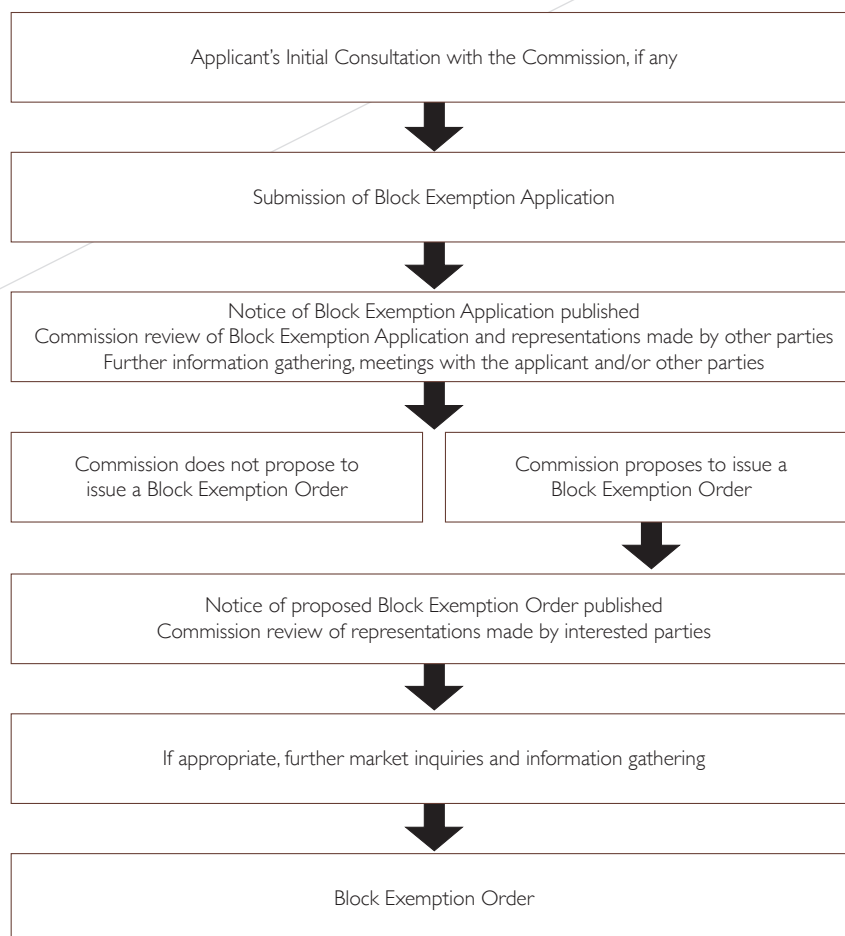 Applicant’s Initial Consultation with the Commission, if any
Submission of Block Exemption Application
Notice of Block Exemption Application published
Commission review of Block Exemption Application and representations made by other parties
Further information gathering, meetings with the applicant and/or other parties
Commission does not propose to
issue a Block Exemption Order
Commission proposes to issue a
Block Exemption Order
Notice of proposed Block Exemption Order published
Commission review of representations made by interested parties
If appropriate, further market inquiries and information gathering
Block Exemption Order